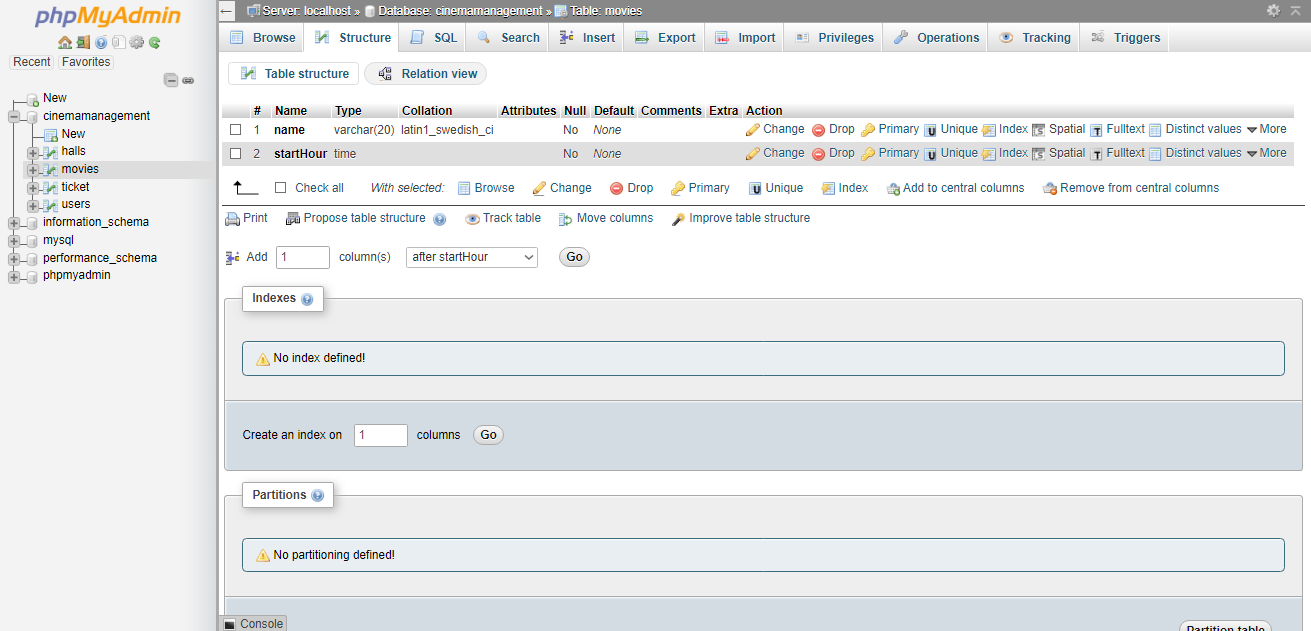 phpMyAdmin
Recent Favorites
New
cinemamanagement
New
halls
movies
ticket
users
information_schema
mysql
performance_schema
phpmyadmin
Server: localhost » Database: cinemamanagement » Table: movies
Browse Structure SQL Search Insert Export Import Privileges Operations Tracking Triggers
Table structure Relation view
# Name Type Collation Attributes Null Default Comments Extra Action
1 name varchar(20) latin1_swedish_ci No None Change Drop Primary Unique Index Spatial Fulltext Distinct values More
2 startHour time No None Change Drop Primary Unique Index Spatial Fulltext Distinct values More
Check all With selected: Browse Change Drop Primary Unique Index Add to central columns Remove from central columns
Print Propose table structure Track table Move columns Improve table structure
Add 1 column(s) after startHour Go
Indexes
No index defined!
Create an index on 1 columns Go
Partitions
No partitioning defined!
Partition table
Console